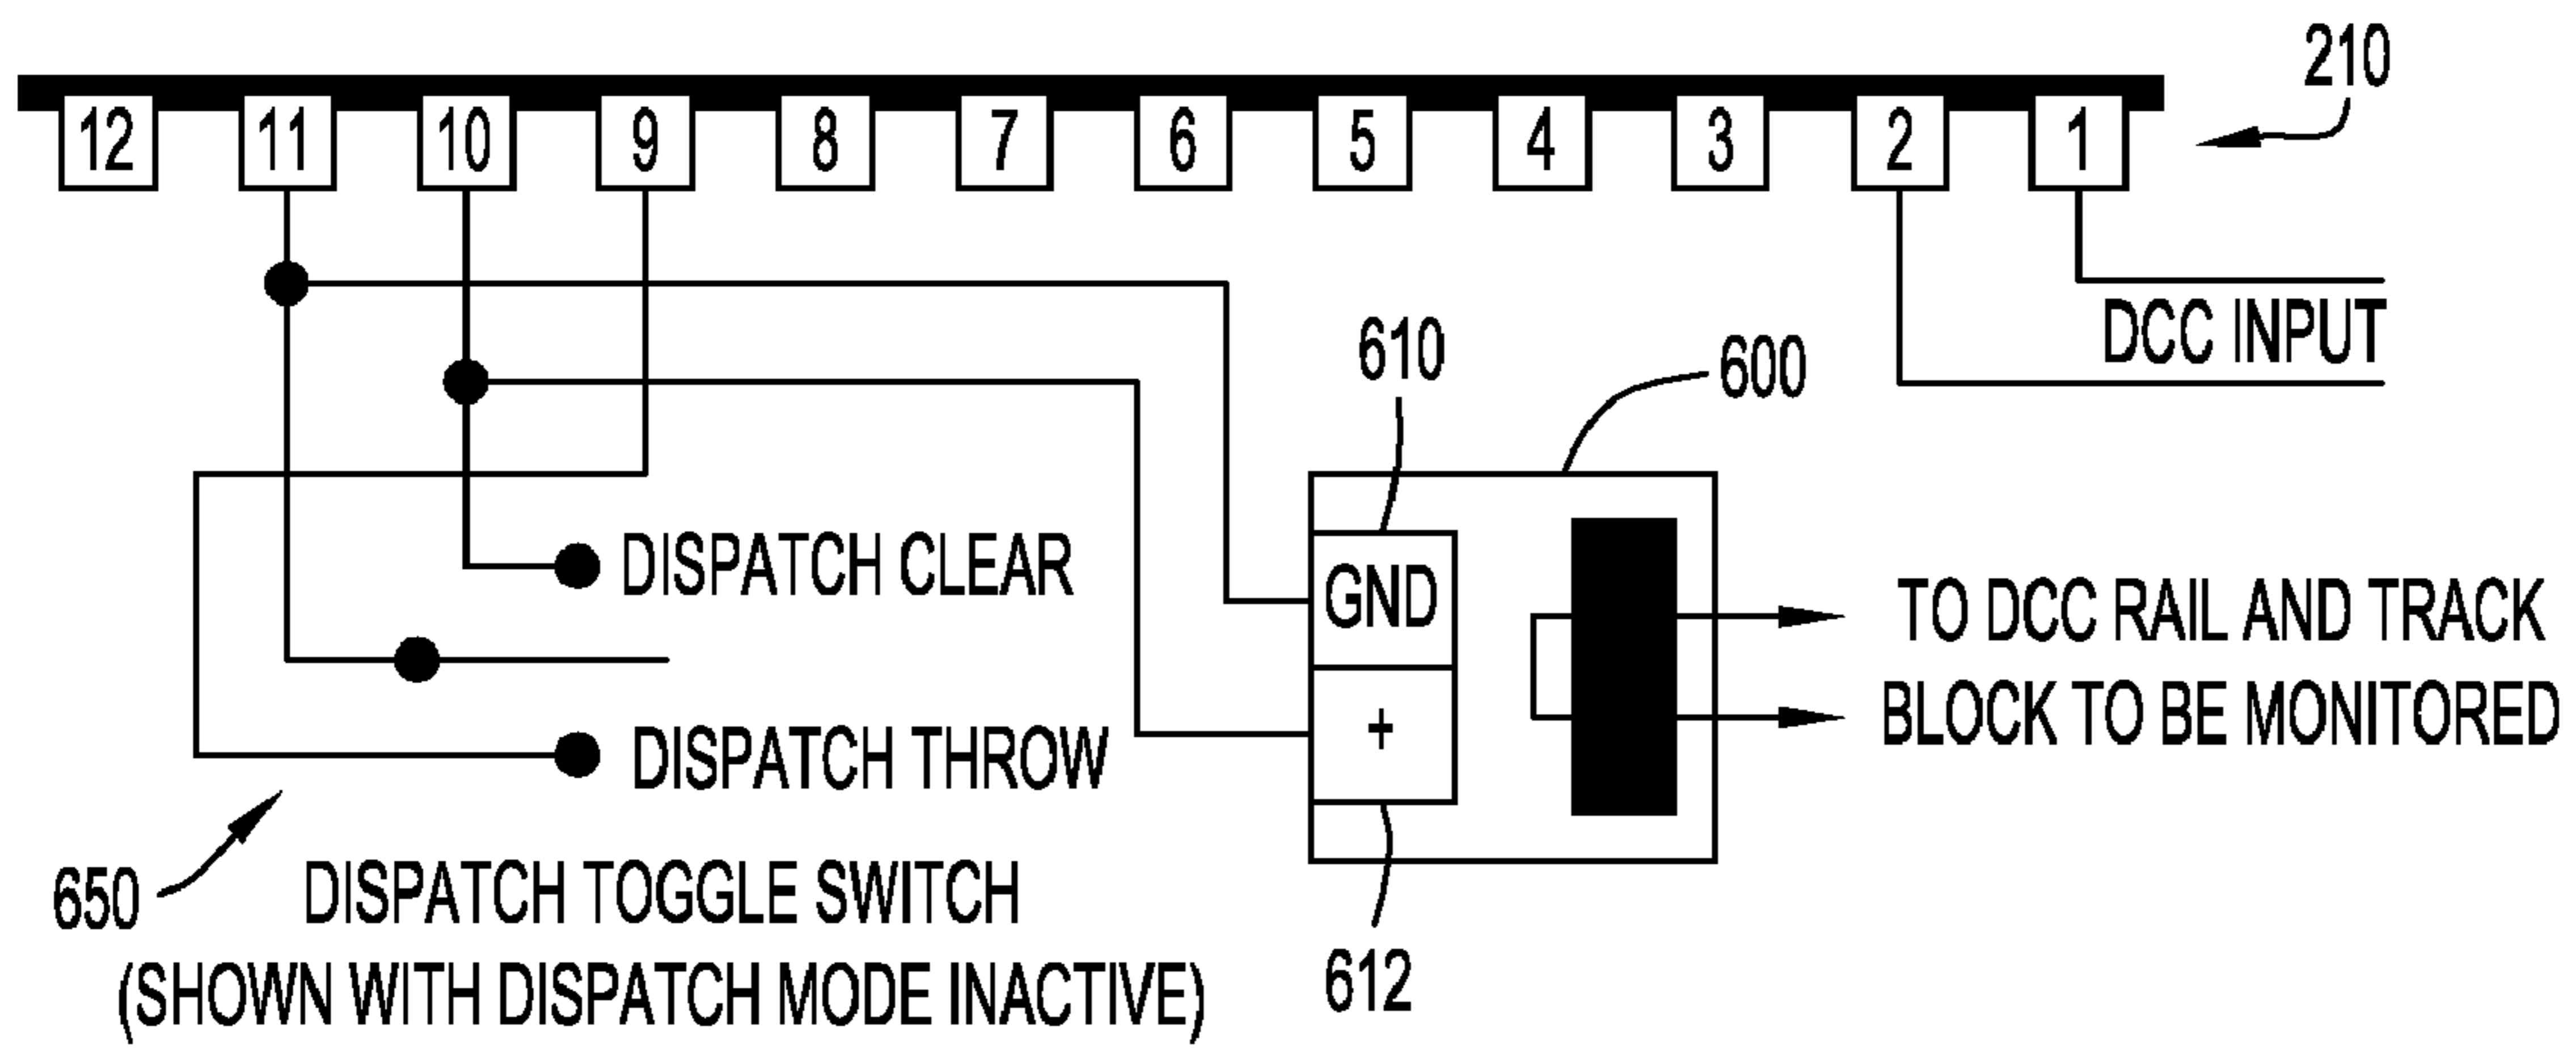 210
12 11 10 9 8 7 6 5 4 3 2 1
DCC INPUT
610
600
DISPATCH CLEAR
GND
TO DCC RAIL AND TRACK
BLOCK TO BE MONITORED
+
DISPATCH THROW
650
DISPATCH TOGGLE SWITCH
(SHOWN WITH DISPATCH MODE INACTIVE)
612